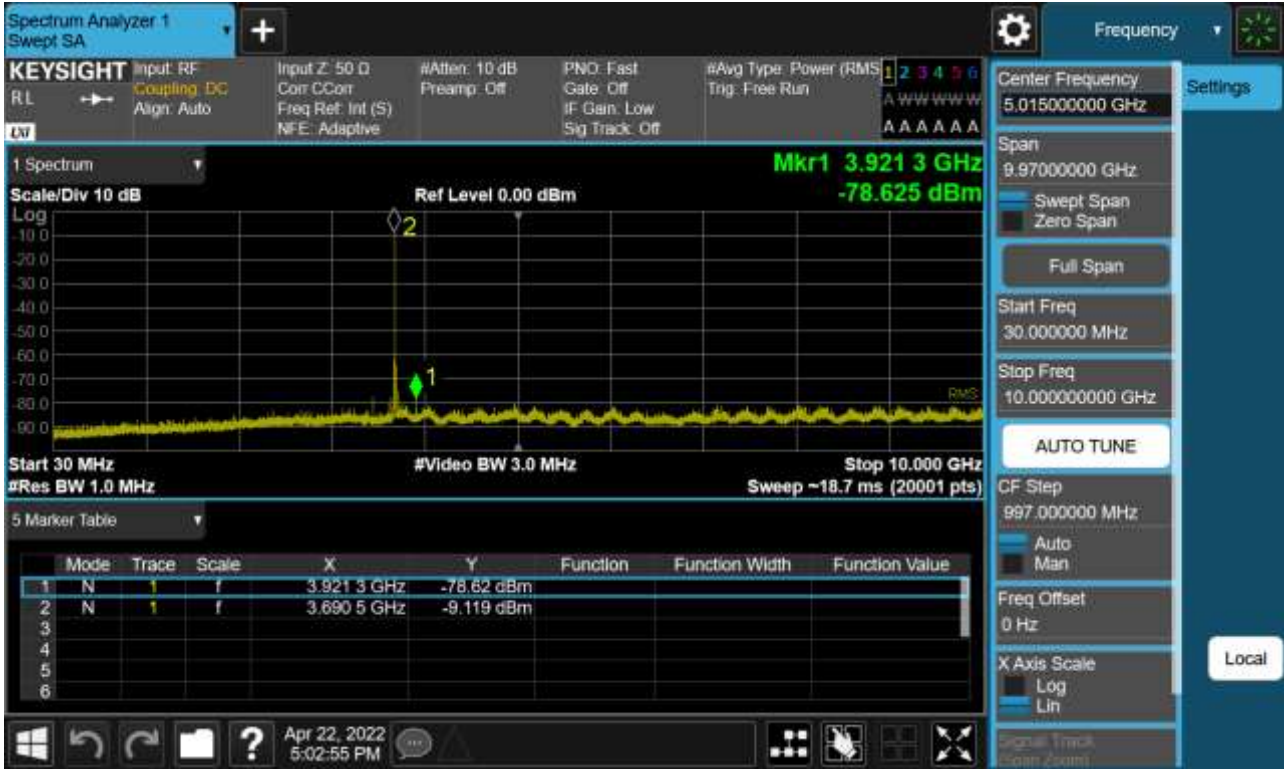 Spectrum Analyzer 1
Swept SA
Frequency
KEYSIGHT
RL
LXI
Input: RF
Coupling: DC
Align: Auto
Input Z: 50 Ω
Corr CCorr
Freq Ref: Int (S)
NFE: Adaptive
#Atten: 10 dB
Preamp: Off
PNO: Fast
Gate: Off
IF Gain: Low
Sig Track: Off
#Avg Type: Power (RMS
Trig: Free Run
1 2 3 4 5 6
A W W W W W
A A A A A A
1 Spectrum
Mkr1 3.921 3 GHz
Scale/Div 10 dB
Ref Level 0.00 dBm
-78.625 dBm
Log
-10.0
-20.0
-30.0
-40.0
-50.0
-60.0
-70.0
-80.0
-90.0
2
1
RMS
Start 30 MHz
#Video BW 3.0 MHz
Stop 10.000 GHz
#Res BW 1.0 MHz
Sweep ~18.7 ms (20001 pts)
5 Marker Table
Mode Trace Scale X Y Function Function Width Function Value
1 N 1 f 3.921 3 GHz -78.62 dBm
2 N 1 f 3.690 5 GHz -9.119 dBm
3
4
5
6
?
Apr 22, 2022
5:02:55 PM
Center Frequency
5.015000000 GHz
Span
9.97000000 GHz
Swept Span
Zero Span
Full Span
Start Freq
30.000000 MHz
Stop Freq
10.000000000 GHz
AUTO TUNE
CF Step
997.000000 MHz
Auto
Man
Freq Offset
0 Hz
X Axis Scale
Log
Lin
Signal Track
(Span Zoom)
Settings
Local